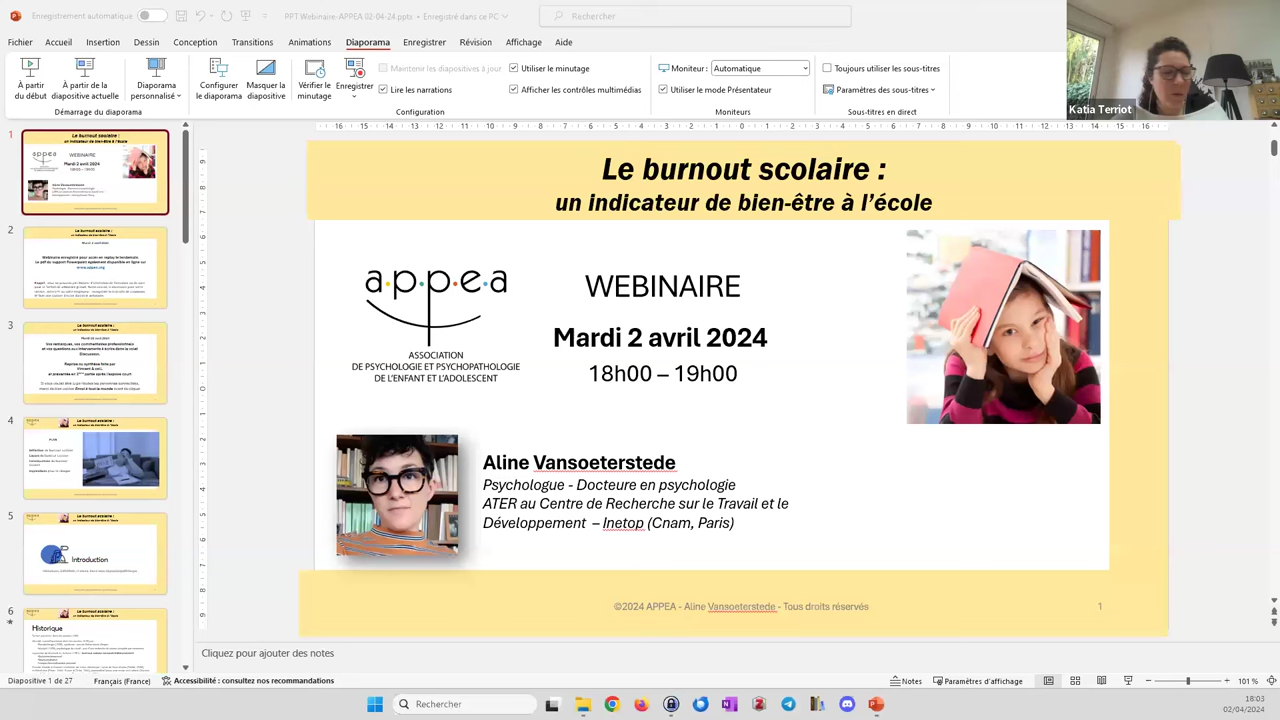 Enregistrement automatique
PPT Webinaire-APPEA 02-04-24.pptx - Enregistré dans ce PC
Rechercher
Fichier Accueil Insertion Dessin Conception Transitions Animations Diaporama Enregistrer Révision Affichage Aide
À partir du début
À partir de la diapositive actuelle
Diaporama personnalisé
Démarrage du diaporama
Configurer le diaporama
Masquer la diapositive
Vérifier le minutage
Enregistrer
Maintenir les diapositives à jour
Lire les narrations
Utiliser le minutage
Afficher les contrôles multimédias
Configuration
Moniteur : Automatique
Utiliser le mode Présentateur
Moniteurs
Toujours utiliser les sous-titres
Paramètres des sous-titres
Sous-titres en direct
Katia Terriot
Le burnout scolaire :
un indicateur de bien-être à l'école
appea
ASSOCIATION
DE PSYCHOLOGIE ET PSYCHOPATHOLOGIE
DE L'ENFANT ET L'ADOLESCENT
WEBINAIRE
Mardi 2 avril 2024
18h00 – 19h00
Aline Vansoeterstede
Psychologue - Docteure en psychologie
ATER au Centre de Recherche sur le Travail et le
Développement – Inetop (Cnam, Paris)
©2024 APPEA - Aline Vansoeterstede - Tous droits réservés
1
1
2
3
4
5
Introduction
6
Historique
Cliquez pour ajouter des notes
Diapositive 1 de 27 Français (France) Accessibilité : consultez nos recommandations
Notes Paramètres d'affichage 101 %
Rechercher
18:03
02/04/2024